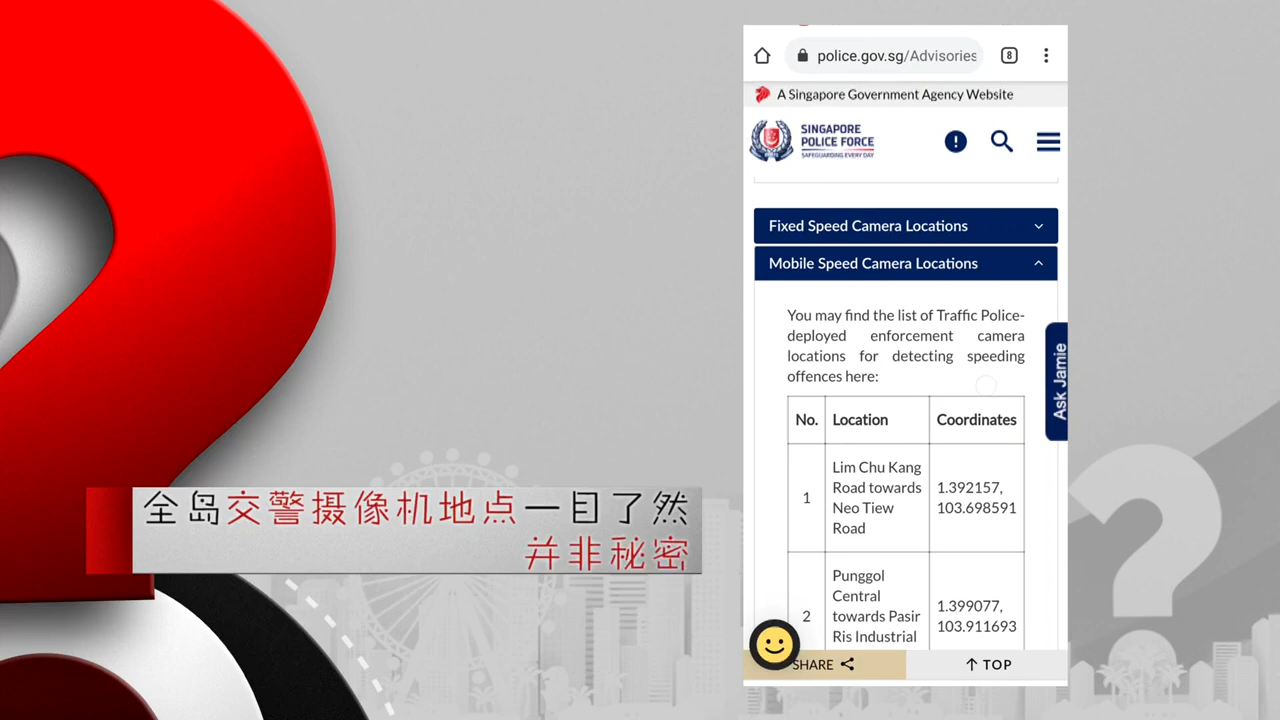 全岛交警摄像机地点一目了然
并非秘密
police.gov.sg/Advisories
8
A Singapore Government Agency Website
SINGAPORE
POLICE FORCE
SAFEGUARDING EVERY DAY
!
Fixed Speed Camera Locations
Mobile Speed Camera Locations
You may find the list of Traffic Police-
deployed enforcement camera
locations for detecting speeding
offences here:
Ask Jamie
No. Location Coordinates
1 Lim Chu Kang
Road towards
Neo Tiew
Road
1.392157,
103.698591
2 Punggol
Central
towards Pasir
Ris Industrial
1.399077,
103.911693
SHARE
TOP